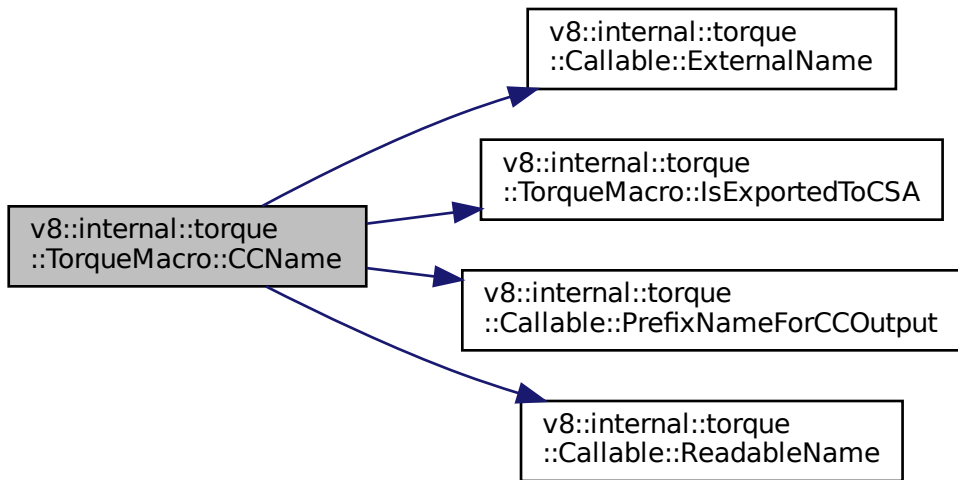 v8::internal::torque
::Callable::ExternalName
v8::internal::torque
::TorqueMacro::IsExportedToCSA
v8::internal::torque
::TorqueMacro::CCName
v8::internal::torque
::Callable::PrefixNameForCCOutput
v8::internal::torque
::Callable::ReadableName